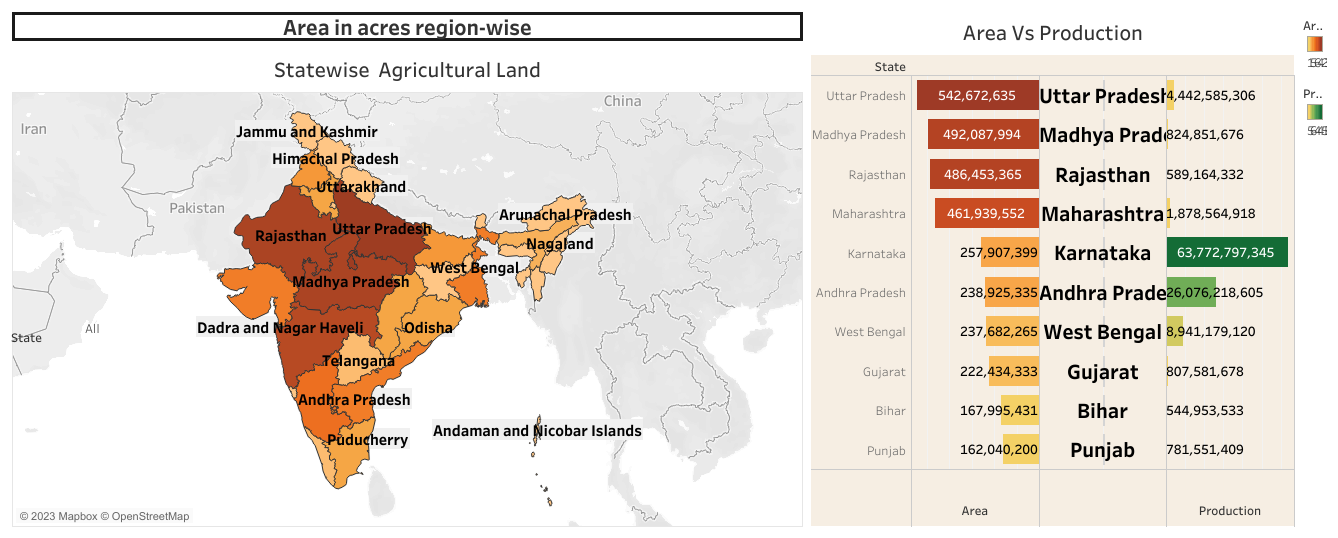 Area in acres region-wise
Statewise Agricultural Land
China
Iran
Jammu and Kashmir
Himachal Pradesh
Uttarakhand
Pakistan
Arunachal Pradesh
Uttar Pradesh
Rajasthan
Nagaland
West Bengal
Madhya Pradesh
Dadra and Nagar Haveli
Odisha
All
State
Telangana
Andhra Pradesh
Andaman and Nicobar Islands
Puducherry
© 2023 Mapbox © OpenStreetMap
Area Vs Production
State
Uttar Pradesh 542,672,635 Uttar Pradesh 4,442,585,306
Madhya Pradesh 492,087,994 Madhya Prade 824,851,676
Rajasthan 486,453,365 Rajasthan 589,164,332
Maharashtra 461,939,552 Maharashtra 1,878,564,918
Karnataka 257,907,399 Karnataka 63,772,797,345
Andhra Pradesh 238,925,335 Andhra Prade 26,076,218,605
West Bengal 237,682,265 West Bengal 8,941,179,120
Gujarat 222,434,333 Gujarat 807,581,678
Bihar 167,995,431 Bihar 544,953,533
Punjab 162,040,200 Punjab 781,551,409
Area Production
Ar..
Pr..